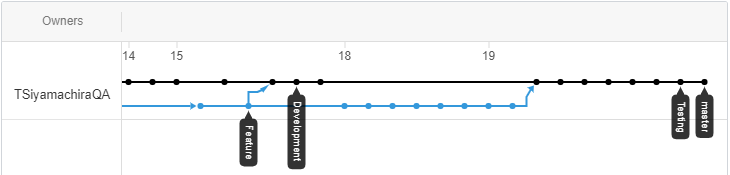 Owners
14 15 18 19
TSiyamachiraQA
Feature
Development
Testing
master